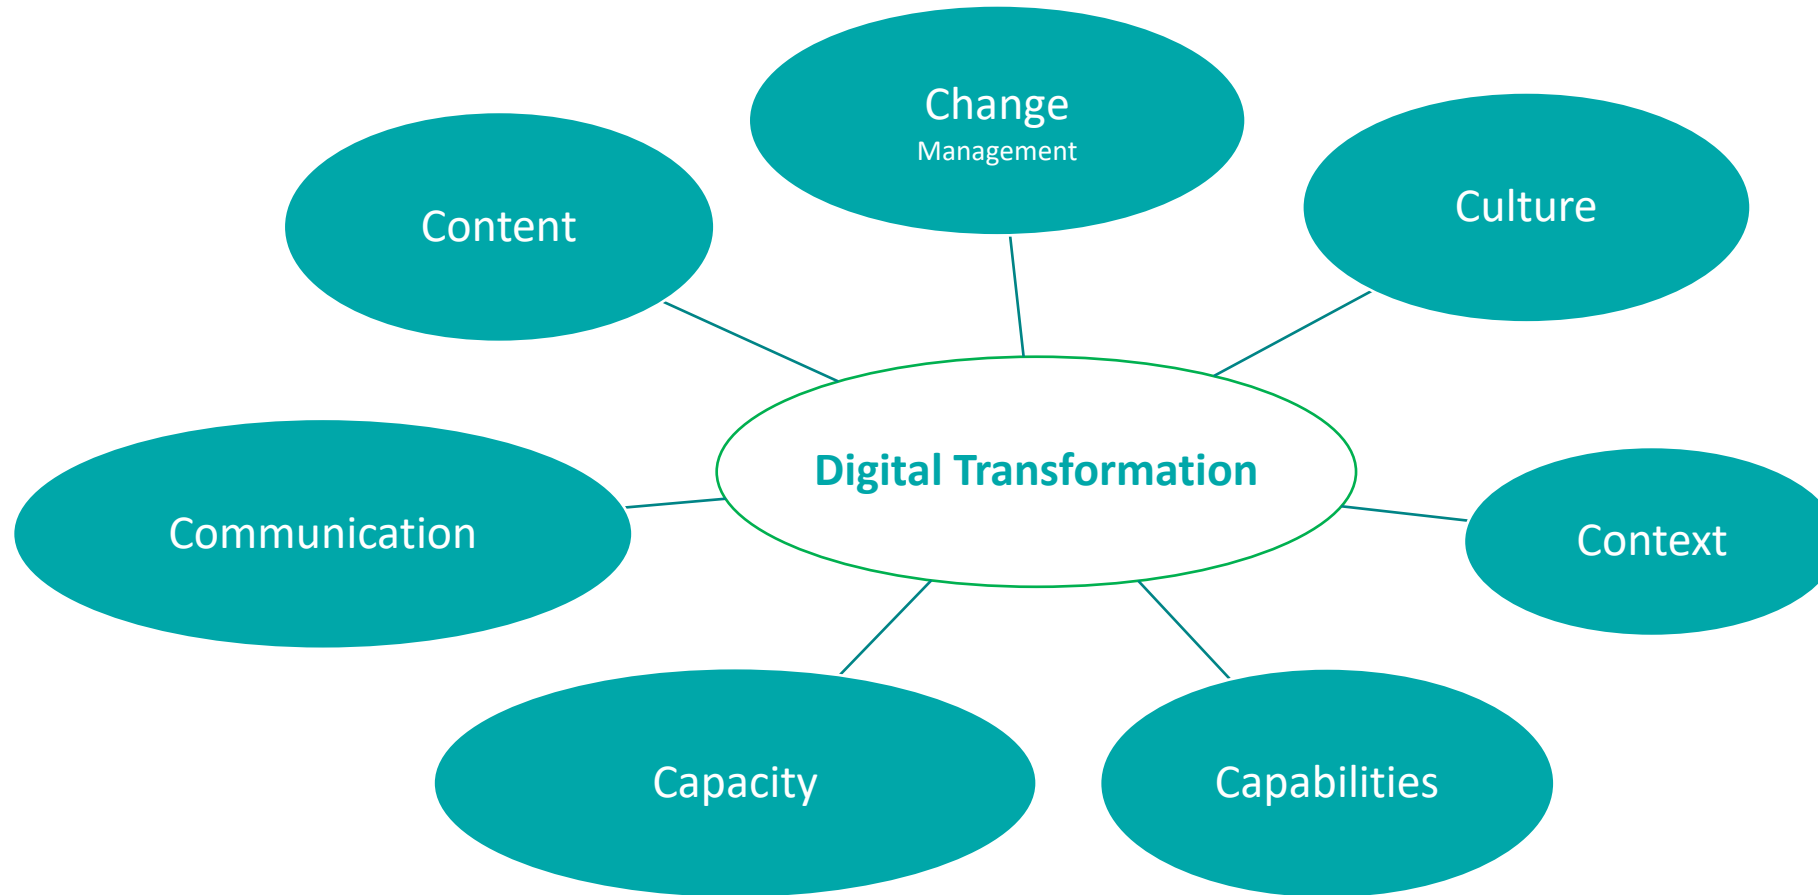 Change
Management
Culture
Content
Digital Transformation
Communication
Context
Capacity
Capabilities